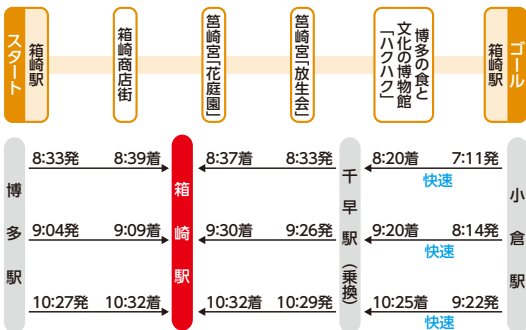 スタート
箱崎駅
箱崎商店街
筥崎宮「花庭園」
筥崎宮「放生会」
博多の食と
文化の博物館
「ハクハク」
ゴール
箱崎駅
博多駅
箱崎駅
千早駅(乗換)
小倉駅
8:33発 8:39着 8:37着 8:33発 8:20着 7:11発
快速
9:04発 9:09着 9:30着 9:26発 9:20着 8:14発
快速
10:27発 10:32着 10:32着 10:29発 10:25着 9:22発
快速